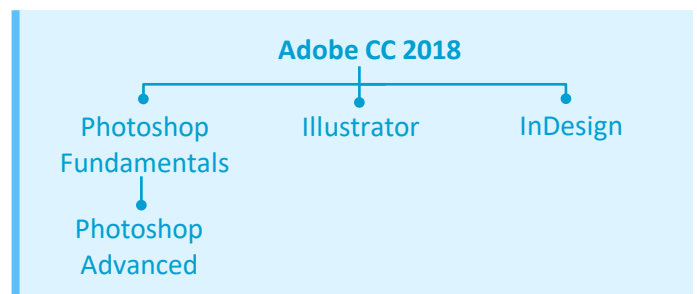 Adobe CC 2018
Photoshop
Fundamentals
Illustrator
InDesign
Photoshop
Advanced